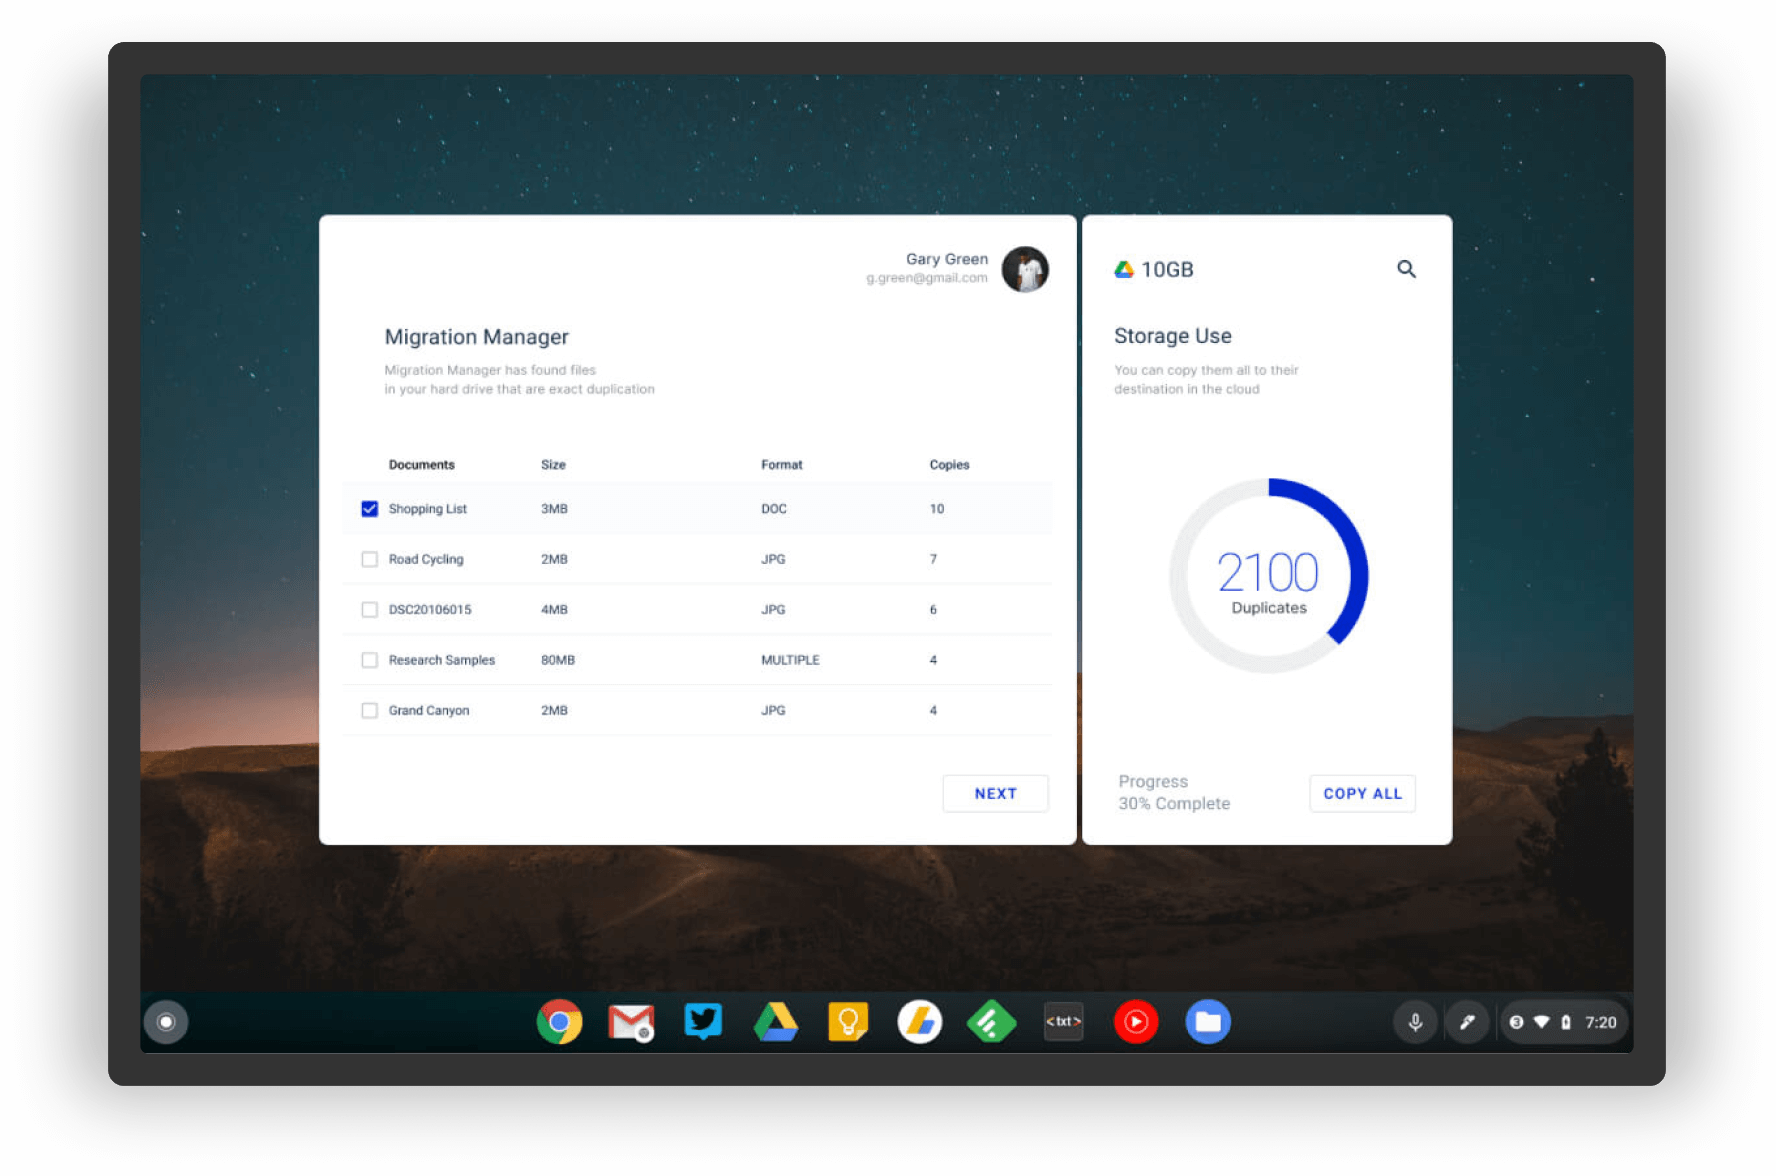 Gary Green
g.green@gmail.com
Migration Manager
Migration Manager has found files
in your hard drive that are exact duplication
Documents Size Format Copies
Shopping List 3MB DOC 10
Road Cycling 2MB JPG 7
DSC20106015 4MB JPG 6
Research Samples 80MB MULTIPLE 4
Grand Canyon 2MB JPG 4
NEXT
10GB
Storage Use
You can copy them all to their
destination in the cloud
2100
Duplicates
Progress
30% Complete
COPY ALL
<txt>
3 7:20